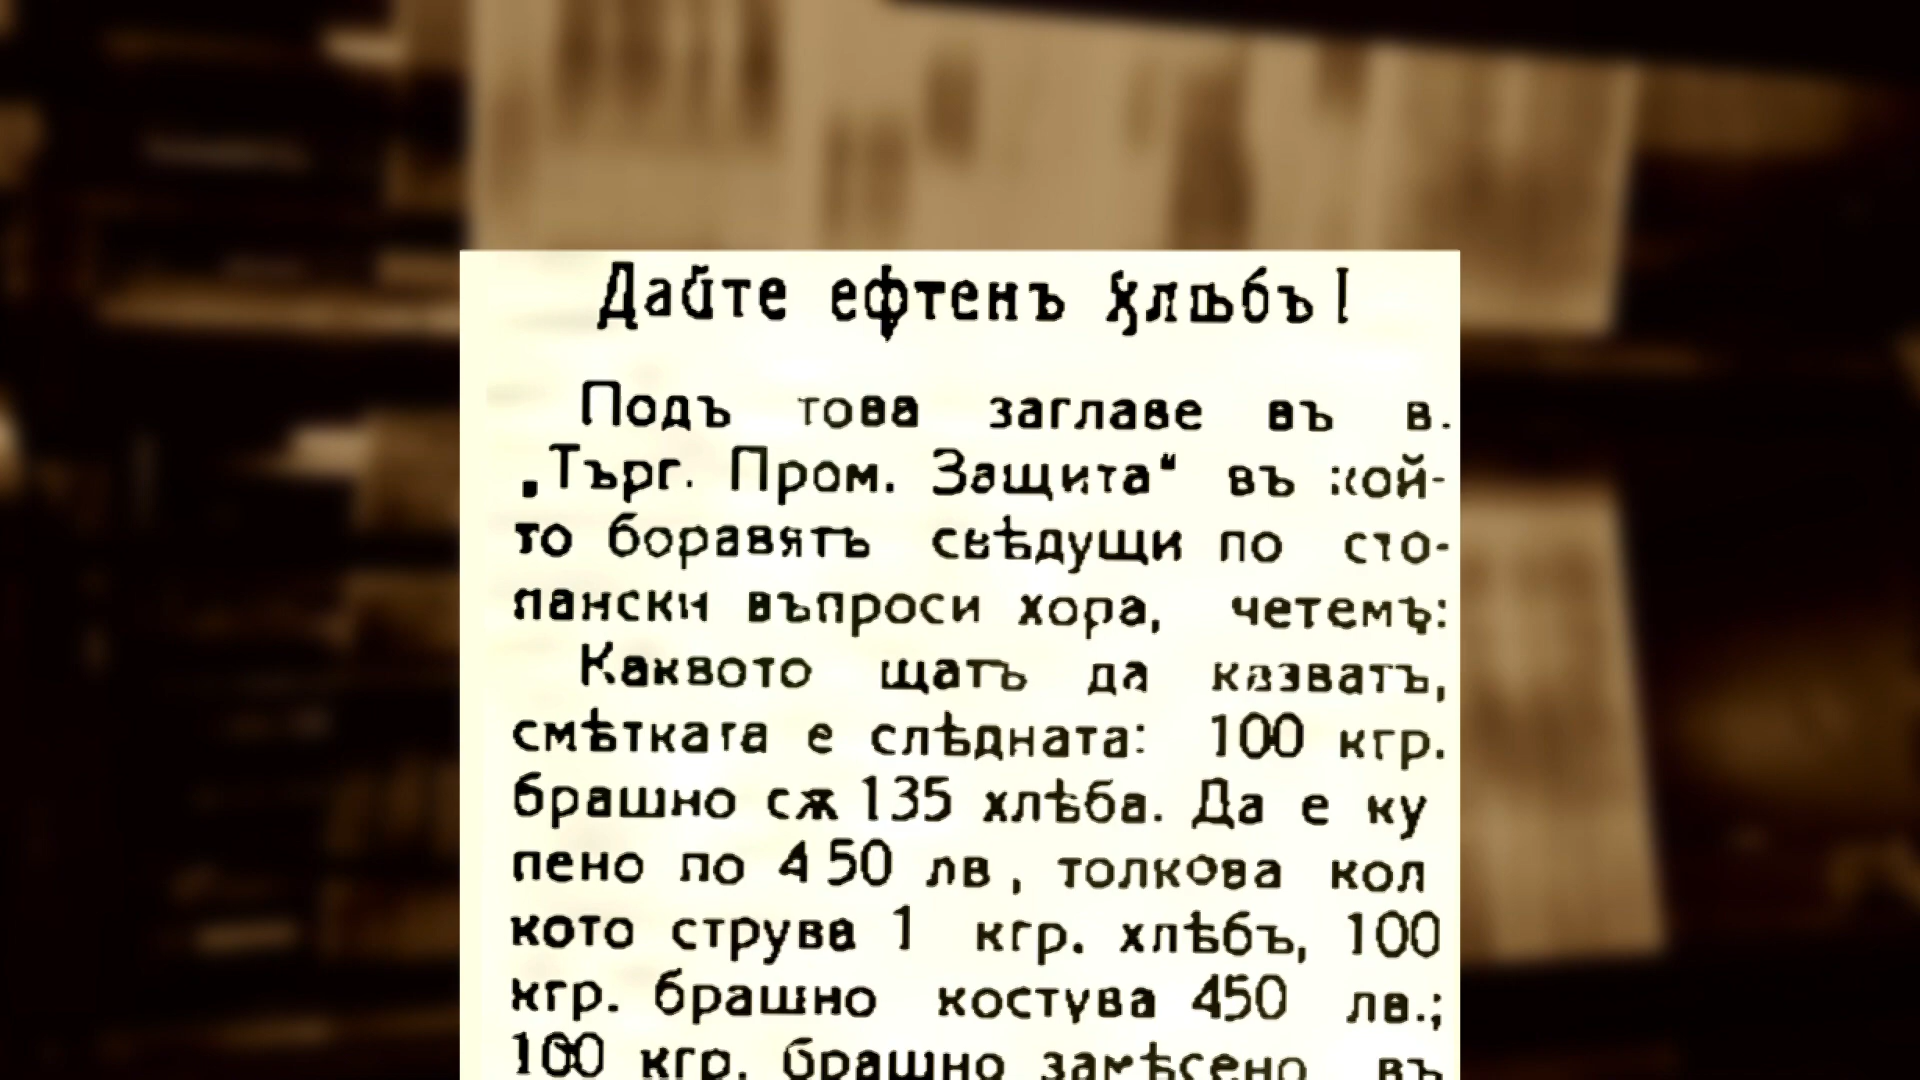 Дайте ефтенъ хлѣбъ!
Подъ това заглаве въ в.
„Търг. Пром. Защита“ въ кой-
то боравятъ свѣдущи по сто-
пански въпроси хора, четемъ:
Каквото щатъ да казватъ,
смѣтката е слѣдната: 100 кгр.
брашно сѫ 135 хлѣба. Да е ку
пено по 450 лв, толкова кол
кото струва 1 кгр. хлѣбъ, 100
кгр. брашно костува 450 лв.;
100 кгр. брашно замѣсено въ